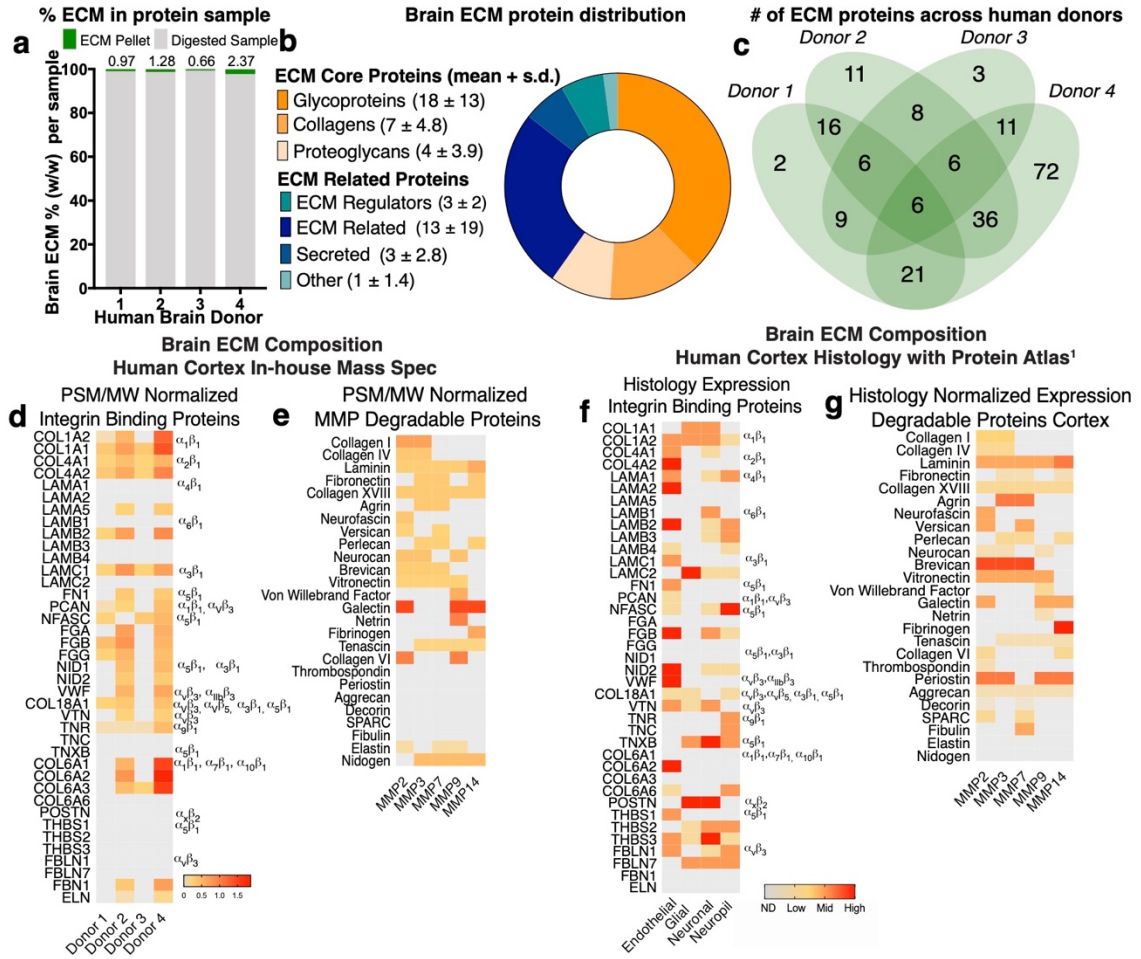 % ECM in protein sample
a
ECM Pellet
Digested Sample
0.97 1.28 0.66 2.37
Brain ECM % (w/w) per sample
100
80
60
40
20
0
1 2 3 4
Human Brain Donor
Brain ECM protein distribution
b
ECM Core Proteins (mean + s.d.)
Glycoproteins (18 ± 13)
Collagens (7 ± 4.8)
Proteoglycans (4 ± 3.9)
ECM Related Proteins
ECM Regulators (3 ± 2)
ECM Related (13 ± 19)
Secreted (3 ± 2.8)
Other (1 ± 1.4)
# of ECM proteins across human donors
c
Donor 2
Donor 3
Donor 1
Donor 4
11
3
8
16
11
2
6
6
72
6
9
36
21
Brain ECM Composition
Human Cortex In-house Mass Spec
PSM/MW Normalized
d
Integrin Binding Proteins
COL1A2
COL1A1
COL4A1
COL4A2
LAMA1
LAMA2
LAMA5
LAMB1
LAMB2
LAMB3
LAMB4
LAMC1
LAMC2
FN1
PCAN
NFASC
FGA
FGB
FGG
NID1
NID2
VWF
COL18A1
VTN
TNR
TNC
TNXB
COL6A1
COL6A2
COL6A3
COL6A6
POSTN
THBS1
THBS2
THBS3
FBLN1
FBLN7
FBN1
ELN
α1β1
α2β1
α4β1
α6β1
α3β1
α5β1
α1β1, αvβ3
α5β1
α5β1, α3β1
αvβ3, αIIbβ3
αvβ3, αvβ5, α3β1, α5β1
αvβ3
α9β1
α5β1
α1β1, α7β1, α10β1
αxβ2
α5β1
αvβ3
0 0.5 1.0 1.5
Donor 1
Donor 2
Donor 3
Donor 4
PSM/MW Normalized
e
MMP Degradable Proteins
Collagen I
Collagen IV
Laminin
Fibronectin
Collagen XVIII
Agrin
Neurofascin
Versican
Perlecan
Neurocan
Brevican
Vitronectin
Von Willebrand Factor
Galectin
Netrin
Fibrinogen
Tenascin
Collagen VI
Thrombospondin
Periostin
Aggrecan
Decorin
SPARC
Fibulin
Elastin
Nidogen
MMP2
MMP3
MMP7
MMP9
MMP14
Brain ECM Composition
Human Cortex Histology with Protein Atlas1
Histology Expression
f
Integrin Binding Proteins
COL1A1
COL1A2
COL4A1
COL4A2
LAMA1
LAMA2
LAMA5
LAMB1
LAMB2
LAMB3
LAMB4
LAMC1
LAMC2
FN1
PCAN
NFASC
FGA
FGB
FGG
NID1
NID2
VWF
COL18A1
VTN
TNR
TNC
TNXB
COL6A1
COL6A2
COL6A3
COL6A6
POSTN
THBS1
THBS2
THBS3
FBLN1
FBLN7
FBN1
ELN
α1β1
α2β1
α4β1
α6β1
α3β1
α5β1
α1β1,αvβ3
α5β1
α5β1,α3β1
αvβ3,αIIbβ3
αvβ3,αvβ5, α3β1, α5β1
αvβ3
α9β1
α5β1
α1β1,α7β1, α10β1
αxβ2
α5β1
αvβ3
Endothelial
Glial
Neuronal
Neuropil
ND Low Mid High
Histology Normalized Expression
g
Degradable Proteins Cortex
Collagen I
Collagen IV
Laminin
Fibronectin
Collagen XVIII
Agrin
Neurofascin
Versican
Perlecan
Neurocan
Brevican
Vitronectin
Von Willebrand Factor
Galectin
Netrin
Fibrinogen
Tenascin
Collagen VI
Thrombospondin
Periostin
Aggrecan
Decorin
SPARC
Fibulin
Elastin
Nidogen
MMP2
MMP3
MMP7
MMP9
MMP14